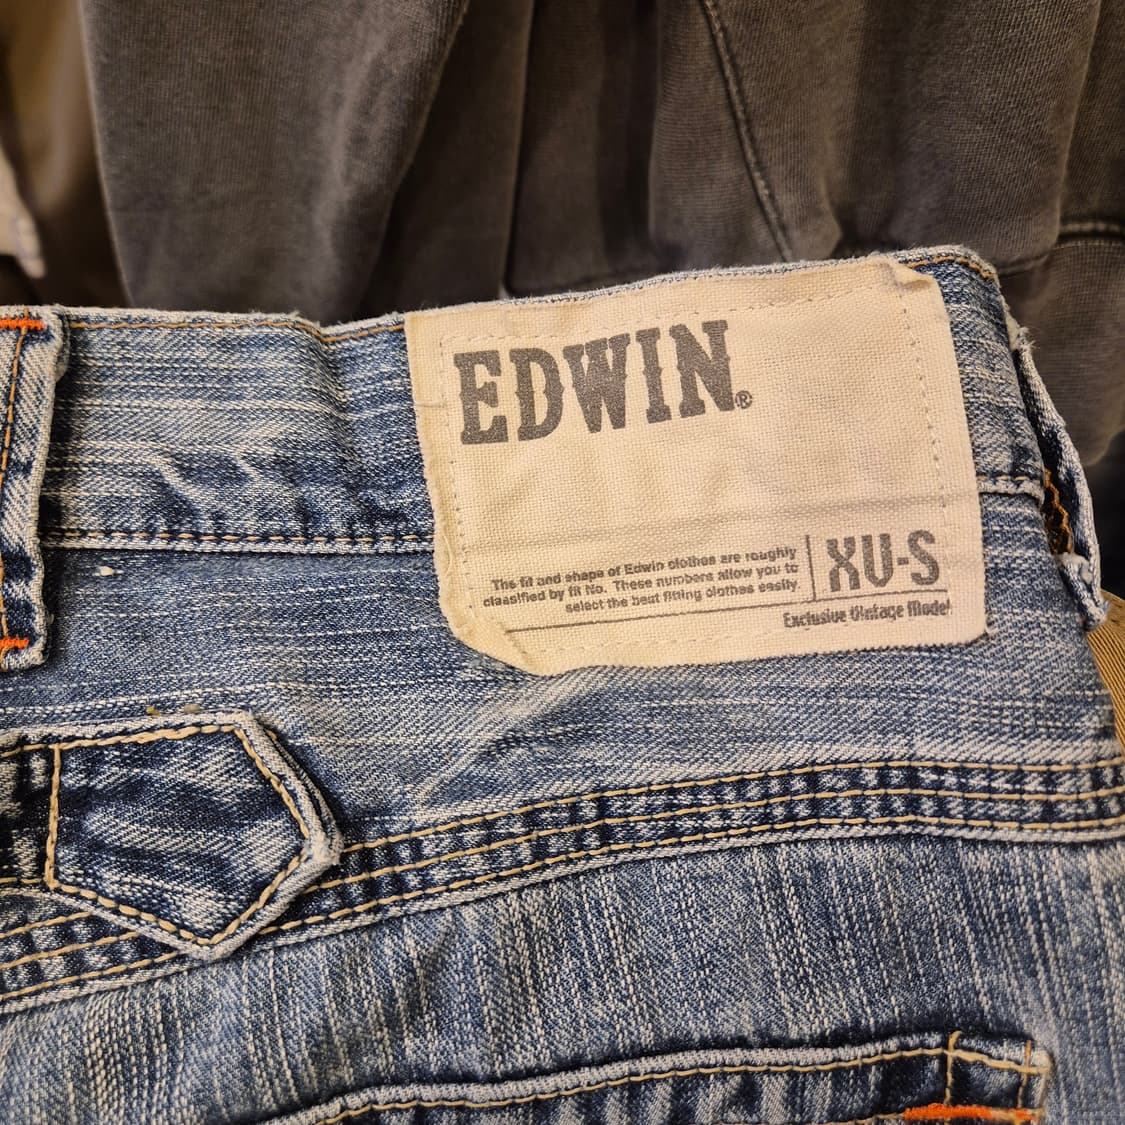 EDWIN®
The fit and shape of Edwin clothes are roughly
classified by fit No. These numbers allow you to
select the best fitting clothes easily.
XU-S
Exclusive Vintage Model